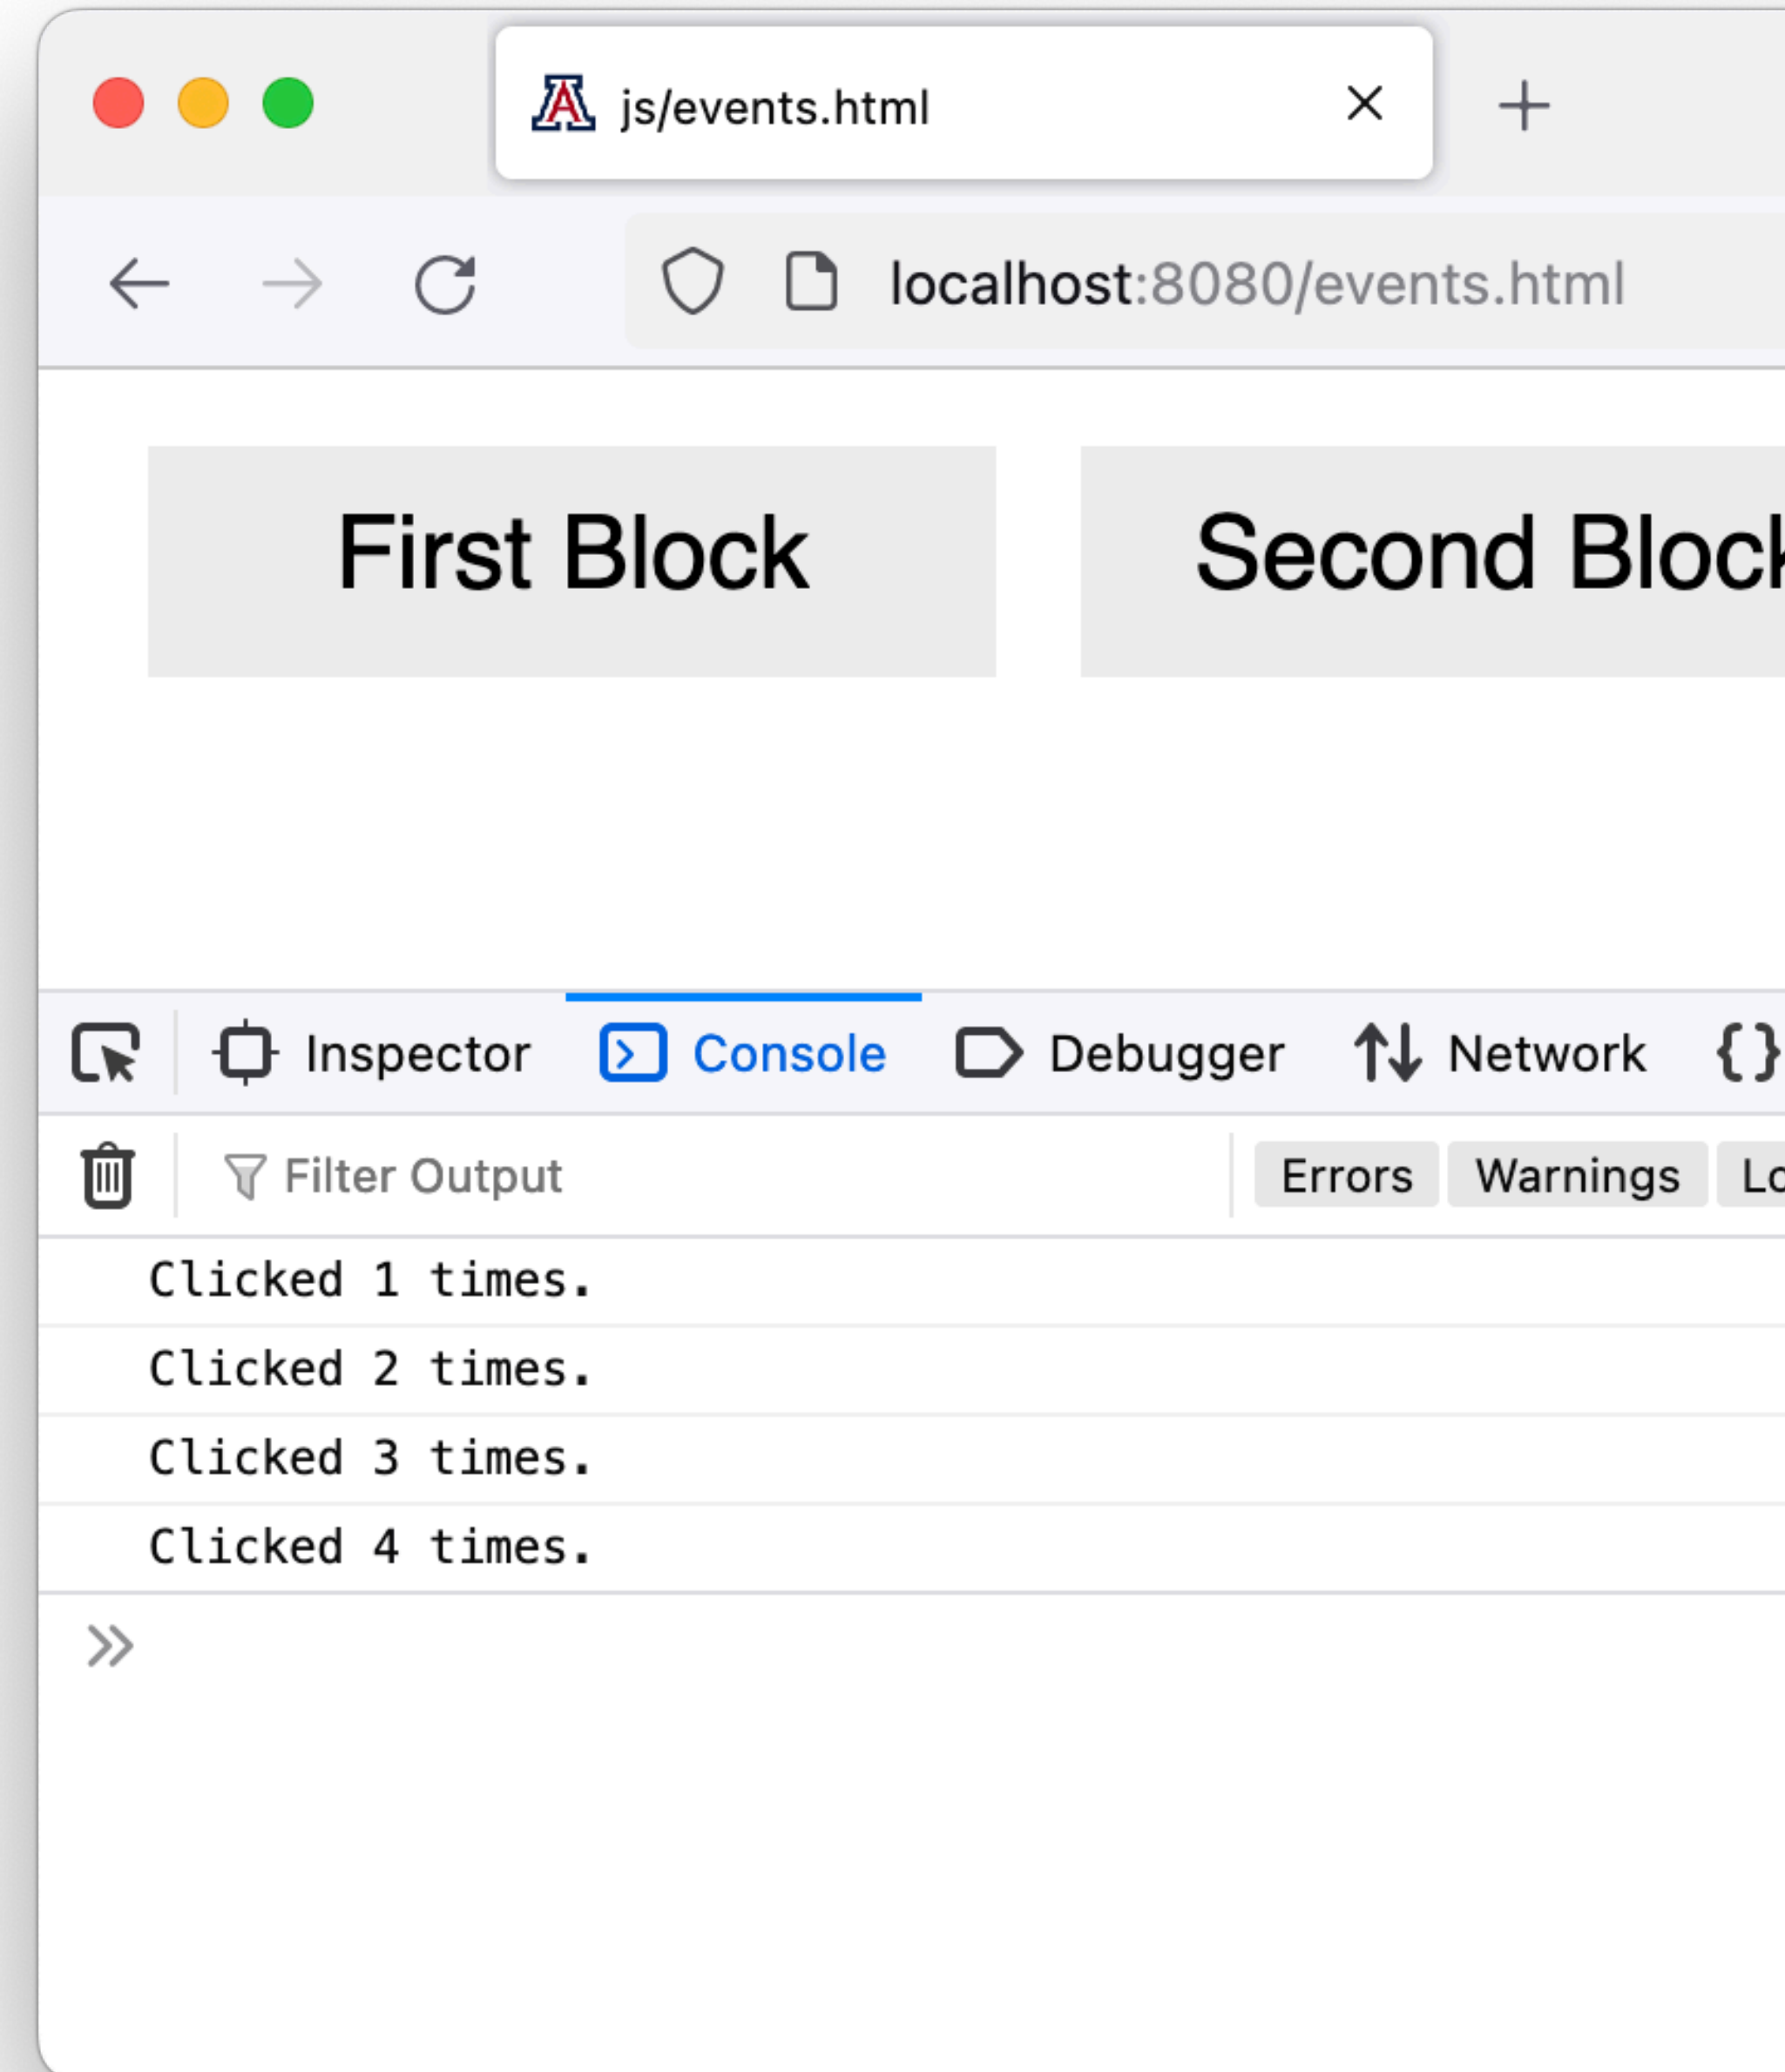 js/events.html
localhost:8080/events.html
First Block Second Block
Inspector Console Debugger Network
Filter Output Errors Warnings
Clicked 1 times.
Clicked 2 times.
Clicked 3 times.
Clicked 4 times.